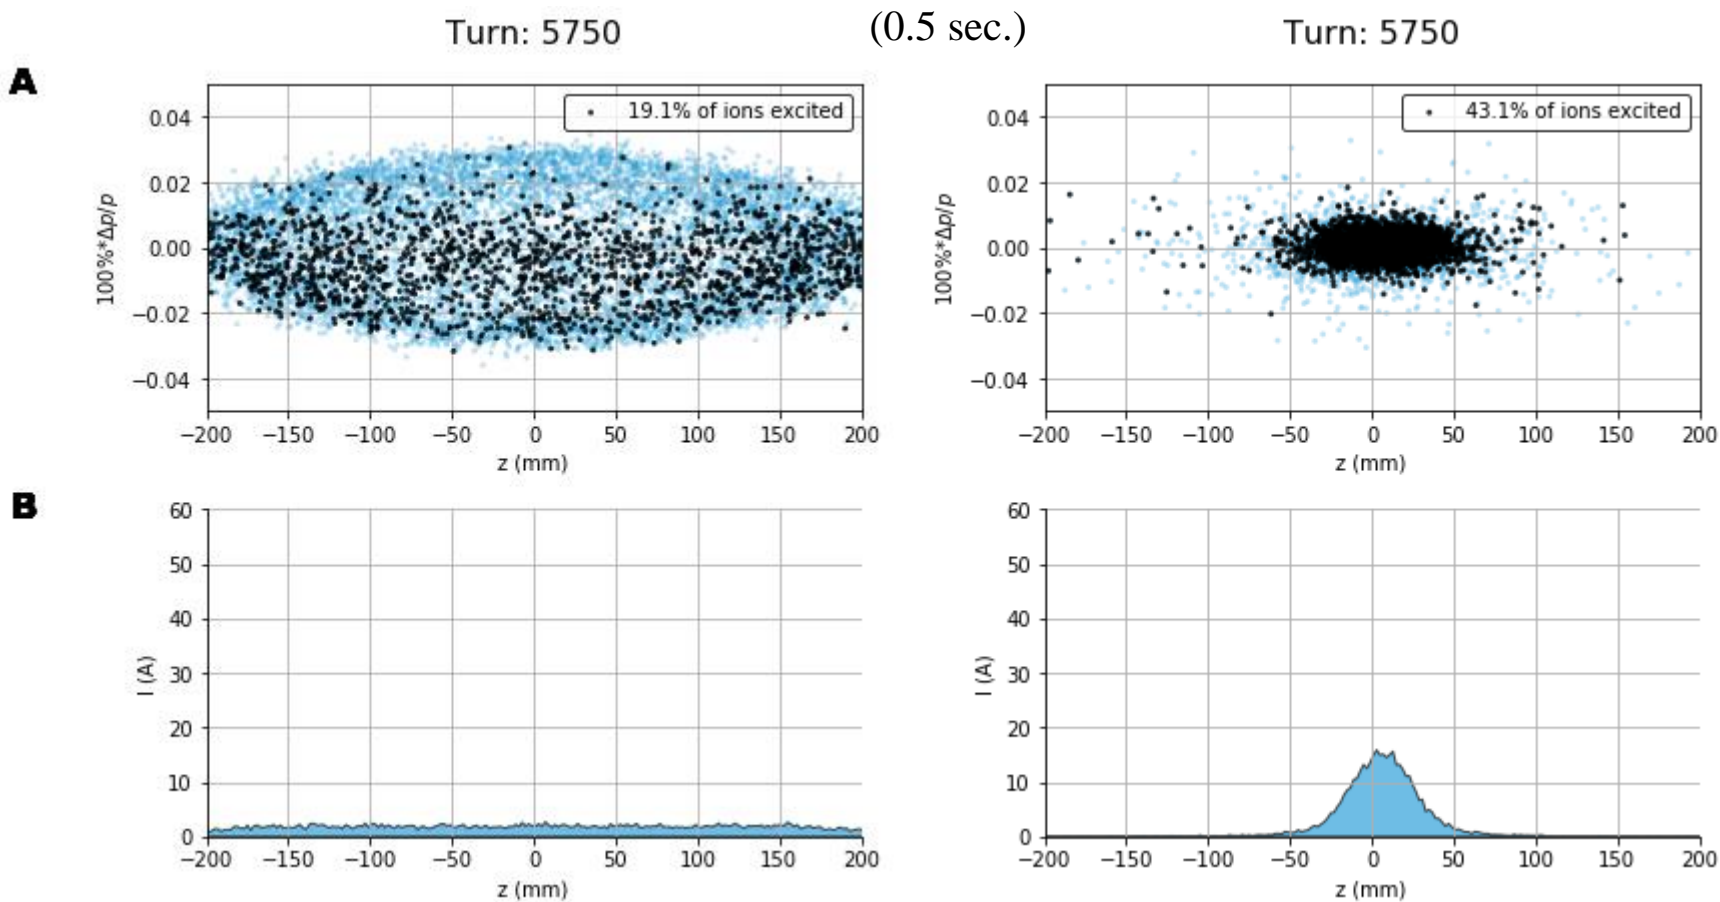 Turn: 5750
(0.5 sec.)
Turn: 5750
A
19.1% of ions excited
0.04
0.02
0.00
−0.02
−0.04
100%*Δp/p
−200 −150 −100 −50 0 50 100 150 200
z (mm)
43.1% of ions excited
0.04
0.02
0.00
−0.02
−0.04
100%*Δp/p
−200 −150 −100 −50 0 50 100 150 200
z (mm)
B
60
50
40
30
20
10
0
I (A)
−200 −150 −100 −50 0 50 100 150 200
z (mm)
60
50
40
30
20
10
0
I (A)
−200 −150 −100 −50 0 50 100 150 200
z (mm)